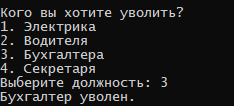 Кого вы хотите уволить?
1. Электрика
2. Водителя
3. Бухгалтера
4. Секретаря
Выберите должность: 3
Бухгалтер уволен.